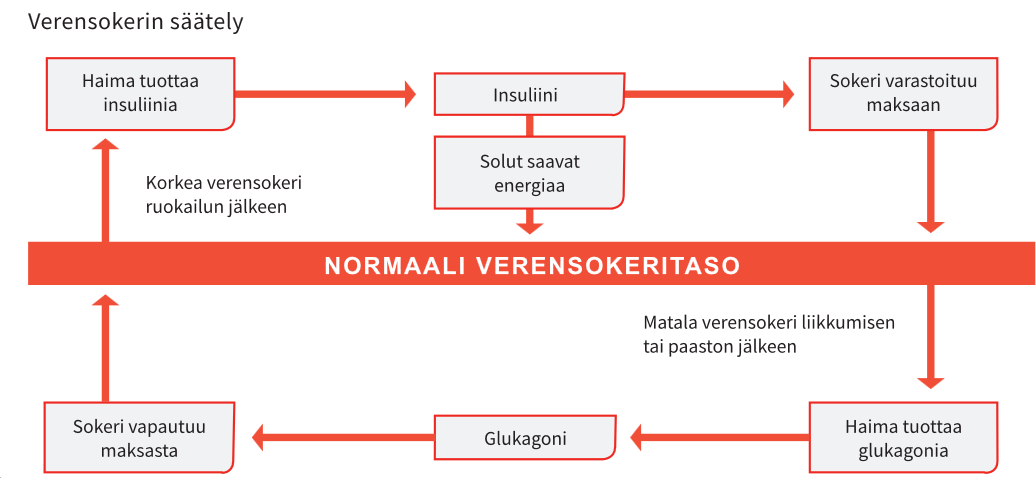 Verensokerin säätely
Haima tuottaa
insuliinia
Insuliini
Sokeri varastoituu
maksaan
Solut saavat
energiaa
Korkea verensokeri
ruokailun jälkeen
NORMAALI VERENSOKERITASO
Matala verensokeri liikkumisen
tai paaston jälkeen
Sokeri vapautuu
maksasta
Glukagoni
Haima tuottaa
glukagonia